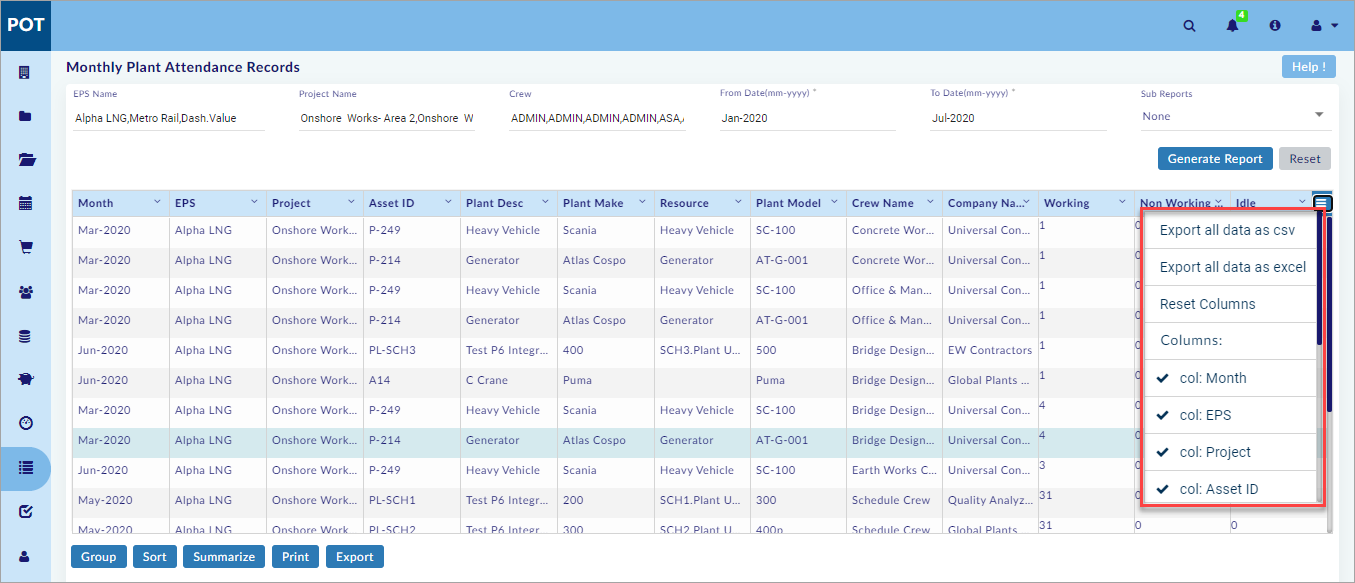 POT
4
Monthly Plant Attendance Records
Help !
EPS Name Project Name Crew From Date(mm-yyyy) * To Date(mm-yyyy) * Sub Reports
Alpha LNG,Metro Rail,Dash.Value Onshore Works- Area 2,Onshore W ADMIN,ADMIN,ADMIN,ADMIN,ASA, Jan-2020 Jul-2020 None
Generate Report Reset
Month EPS Project Asset ID Plant Desc Plant Make Resource Plant Model Crew Name Company Na... Working Non Working ... Idle
Mar-2020 Alpha LNG Onshore Work... P-249 Heavy Vehicle Scania Heavy Vehicle SC-100 Concrete Wor... Universal Con... 1 0
Mar-2020 Alpha LNG Onshore Work... P-214 Generator Atlas Cospo Generator AT-G-001 Concrete Wor... Universal Con... 1 0
Mar-2020 Alpha LNG Onshore Work... P-249 Heavy Vehicle Scania Heavy Vehicle SC-100 Office & Man... Universal Con... 1 0
Mar-2020 Alpha LNG Onshore Work... P-214 Generator Atlas Cospo Generator AT-G-001 Office & Man... Universal Con... 1 0
Jun-2020 Alpha LNG Onshore Work... PL-SCH3 Test P6 Integr... 400 SCH3.Plant U... 500 Bridge Design... EW Contractors 1 0
Jun-2020 Alpha LNG Onshore Work... A14 C Crane Puma Puma Bridge Design... Global Plants ... 1 0
Mar-2020 Alpha LNG Onshore Work... P-249 Heavy Vehicle Scania Heavy Vehicle SC-100 Bridge Design... Universal Con... 4 0
Mar-2020 Alpha LNG Onshore Work... P-214 Generator Atlas Cospo Generator AT-G-001 Bridge Design... Universal Con... 4 0
Jun-2020 Alpha LNG Onshore Work... P-249 Heavy Vehicle Scania Heavy Vehicle SC-100 Earth Works C... Universal Con... 3 0
May-2020 Alpha LNG Onshore Work... PL-SCH1 Test P6 Integr... 200 SCH1.Plant U... 300 Schedule Crew Quality Analyz... 31 0
May-2020 Alpha LNG Onshore Work... PL-SCH2 Test P6 Integr... 300 SCH2.Plant U... 400p Schedule Crew Global Plants 31 0 0
Export all data as csv
Export all data as excel
Reset Columns
Columns:
col: Month
col: EPS
col: Project
col: Asset ID
Group Sort Summarize Print Export